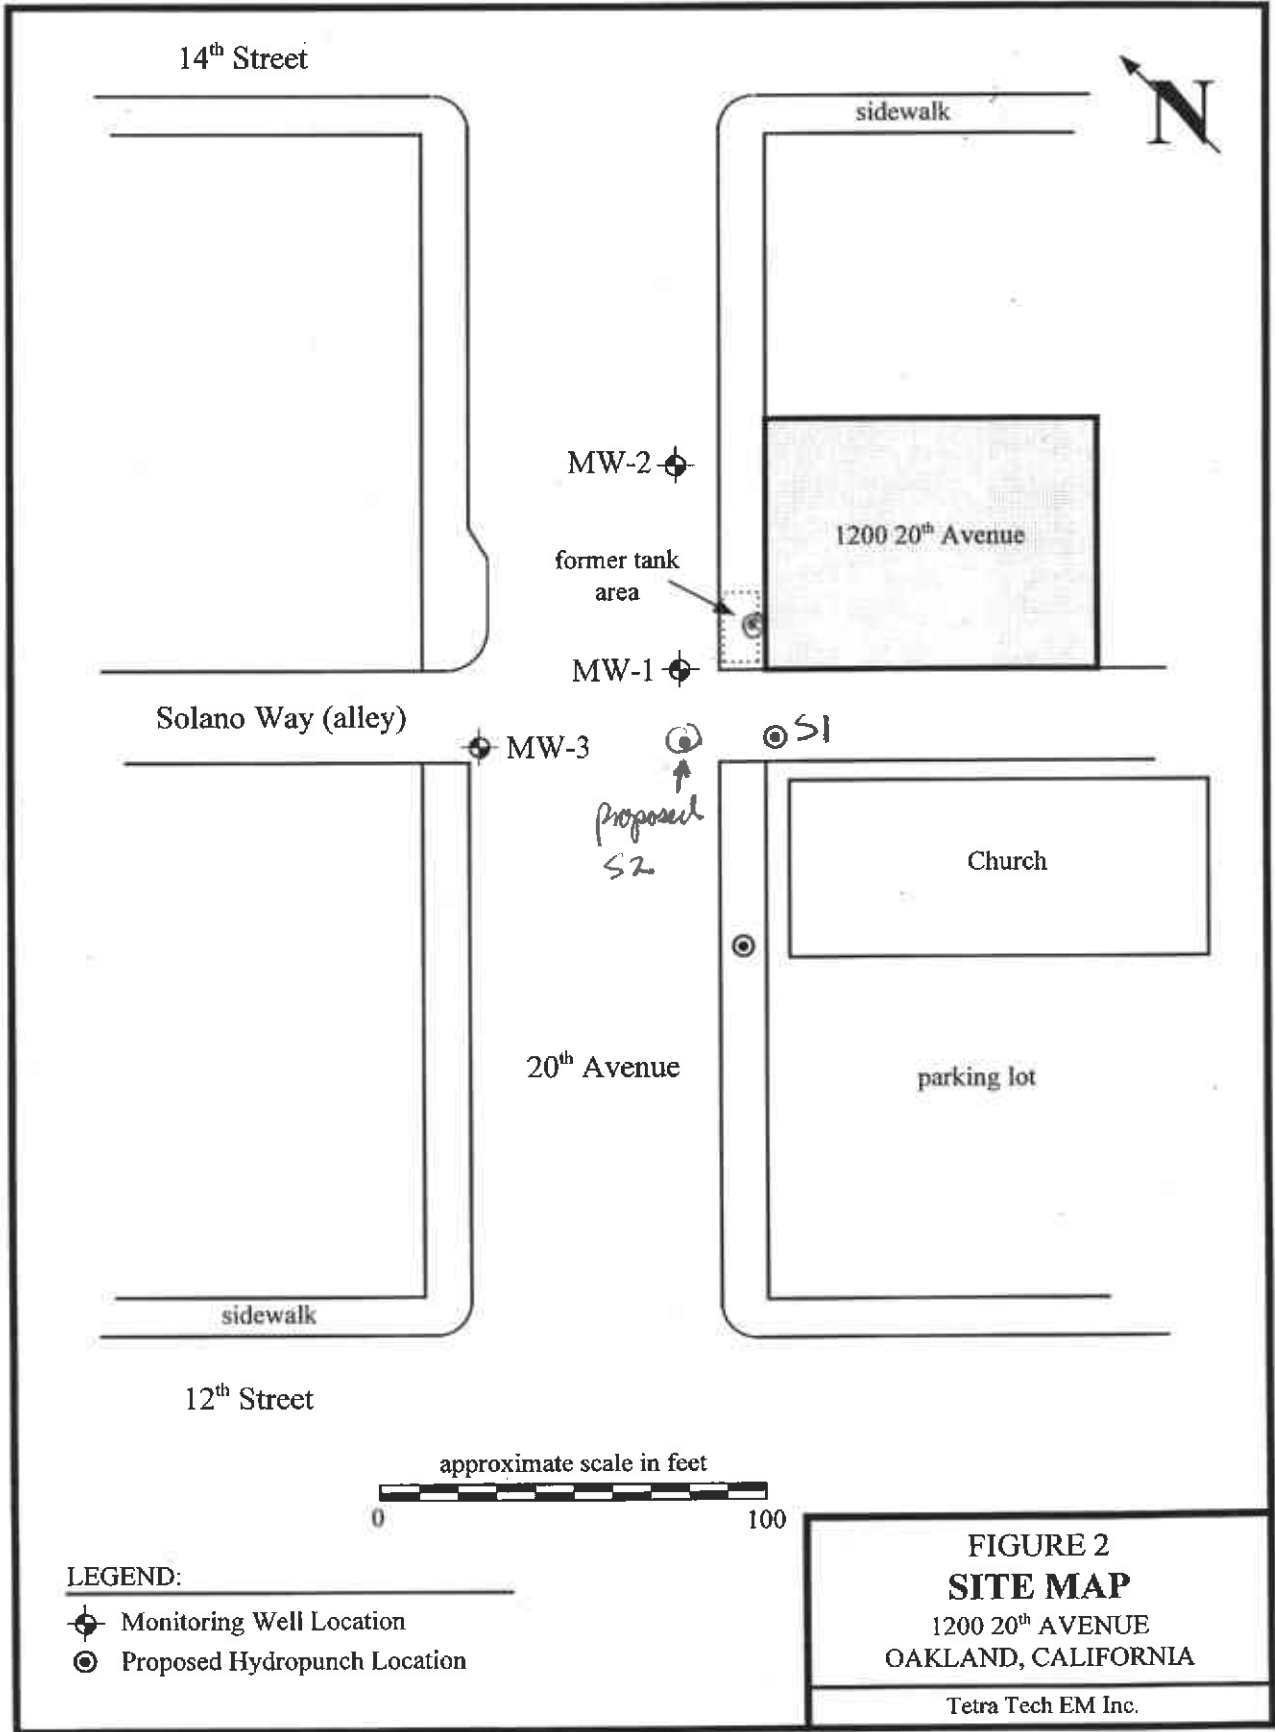 14th Street
sidewalk
N
MW-2
1200 20th Avenue
former tank
area
MW-1
Solano Way (alley)
MW-3
S1
proposed
S2
Church
20th Avenue
parking lot
sidewalk
12th Street
approximate scale in feet
0 100
LEGEND:
Monitoring Well Location
Proposed Hydropunch Location
FIGURE 2
SITE MAP
1200 20th AVENUE
OAKLAND, CALIFORNIA
Tetra Tech EM Inc.